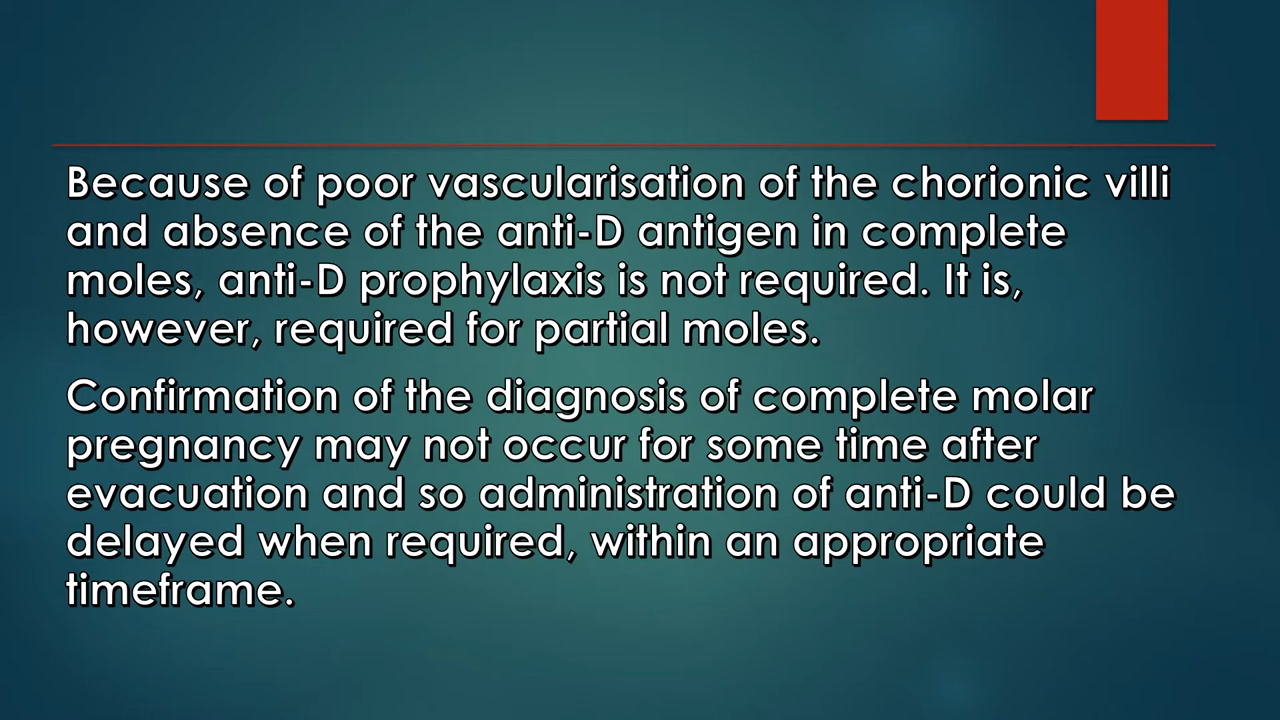 Because of poor vascularisation of the chorionic villi
and absence of the anti-D antigen in complete
moles, anti-D prophylaxis is not required. It is,
however, required for partial moles.
Confirmation of the diagnosis of complete molar
pregnancy may not occur for some time after
evacuation and so administration of anti-D could be
delayed when required, within an appropriate
timeframe.